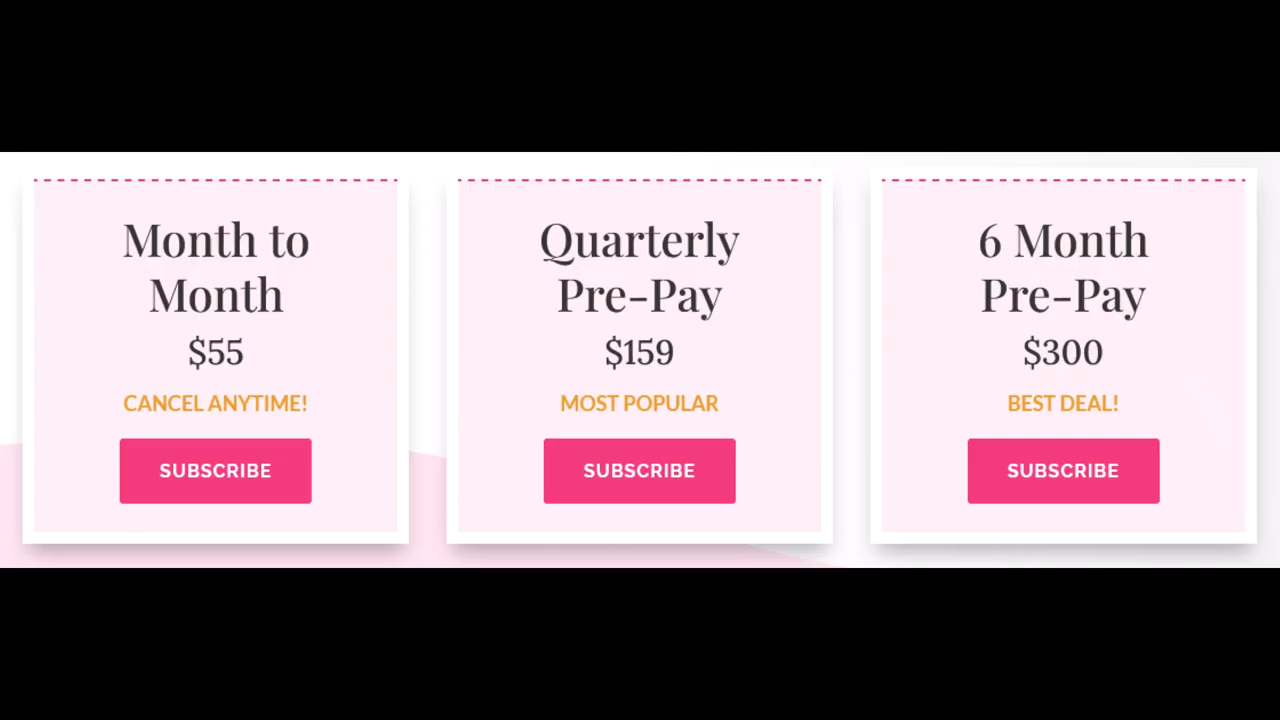 Month to
Month
$55
CANCEL ANYTIME!
SUBSCRIBE
Quarterly
Pre-Pay
$159
MOST POPULAR
SUBSCRIBE
6 Month
Pre-Pay
$300
BEST DEAL!
SUBSCRIBE